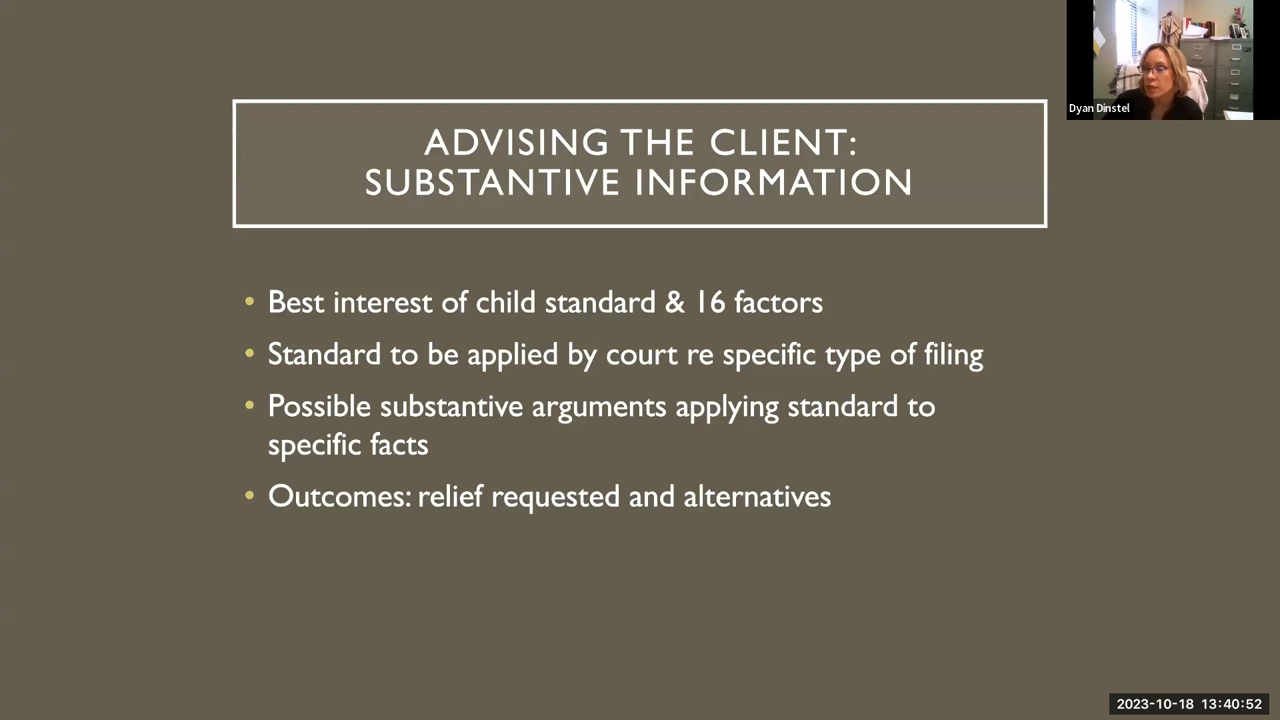 ADVISING THE CLIENT:
SUBSTANTIVE INFORMATION
• Best interest of child standard & 16 factors
• Standard to be applied by court re specific type of filing
• Possible substantive arguments applying standard to
specific facts
• Outcomes: relief requested and alternatives
Dyan Dinstel
2023-10-18 13:40:52